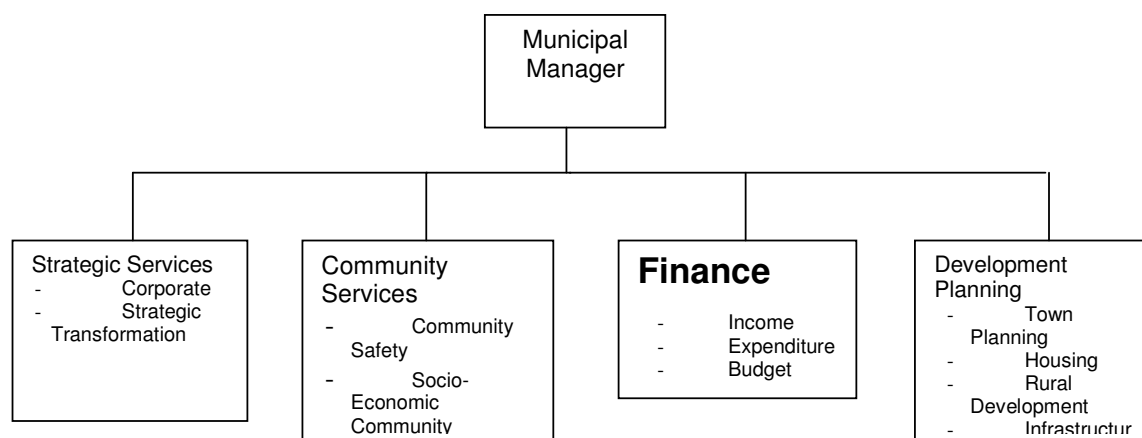 Municipal
Manager
Strategic Services
- Corporate
- Strategic
Transformation
Community
Services
- Community
Safety
- Socio-
Economic
Community
Finance
- Income
- Expenditure
- Budget
Development
Planning
- Town
Planning
- Housing
- Rural
Development
- Infrastructur